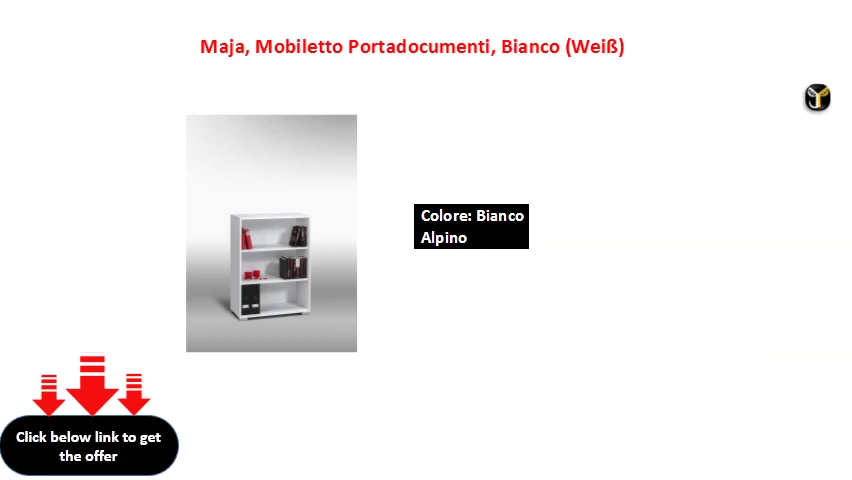 Maja, Mobiletto Portadocumenti, Bianco (Weiß)
Colore: Bianco
Alpino
Click below link to get
the offer